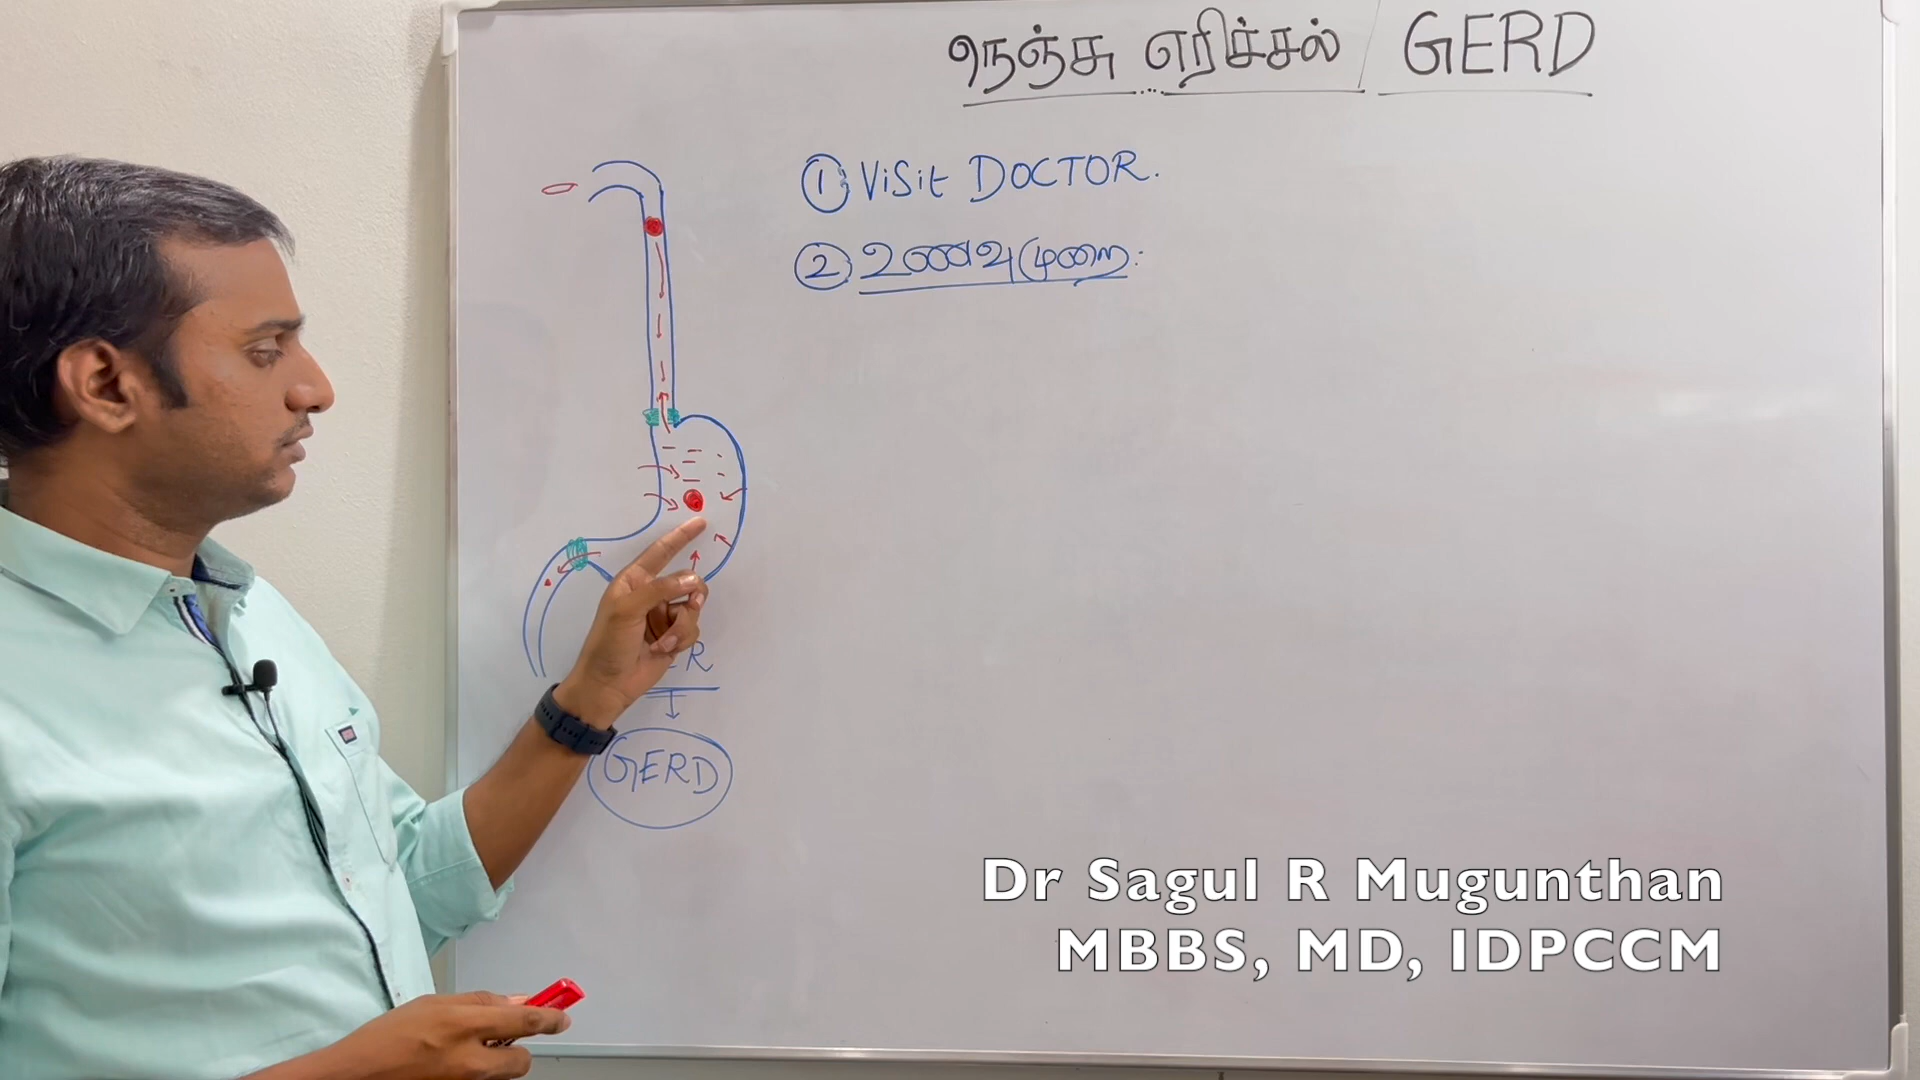 நெஞ்சு எரிச்சல் / GERD
① ViSit DOCTOR.
② உணவுமுறை:
GERD
Dr Sagul R Mugunthan
MBBS, MD, IDPCCM